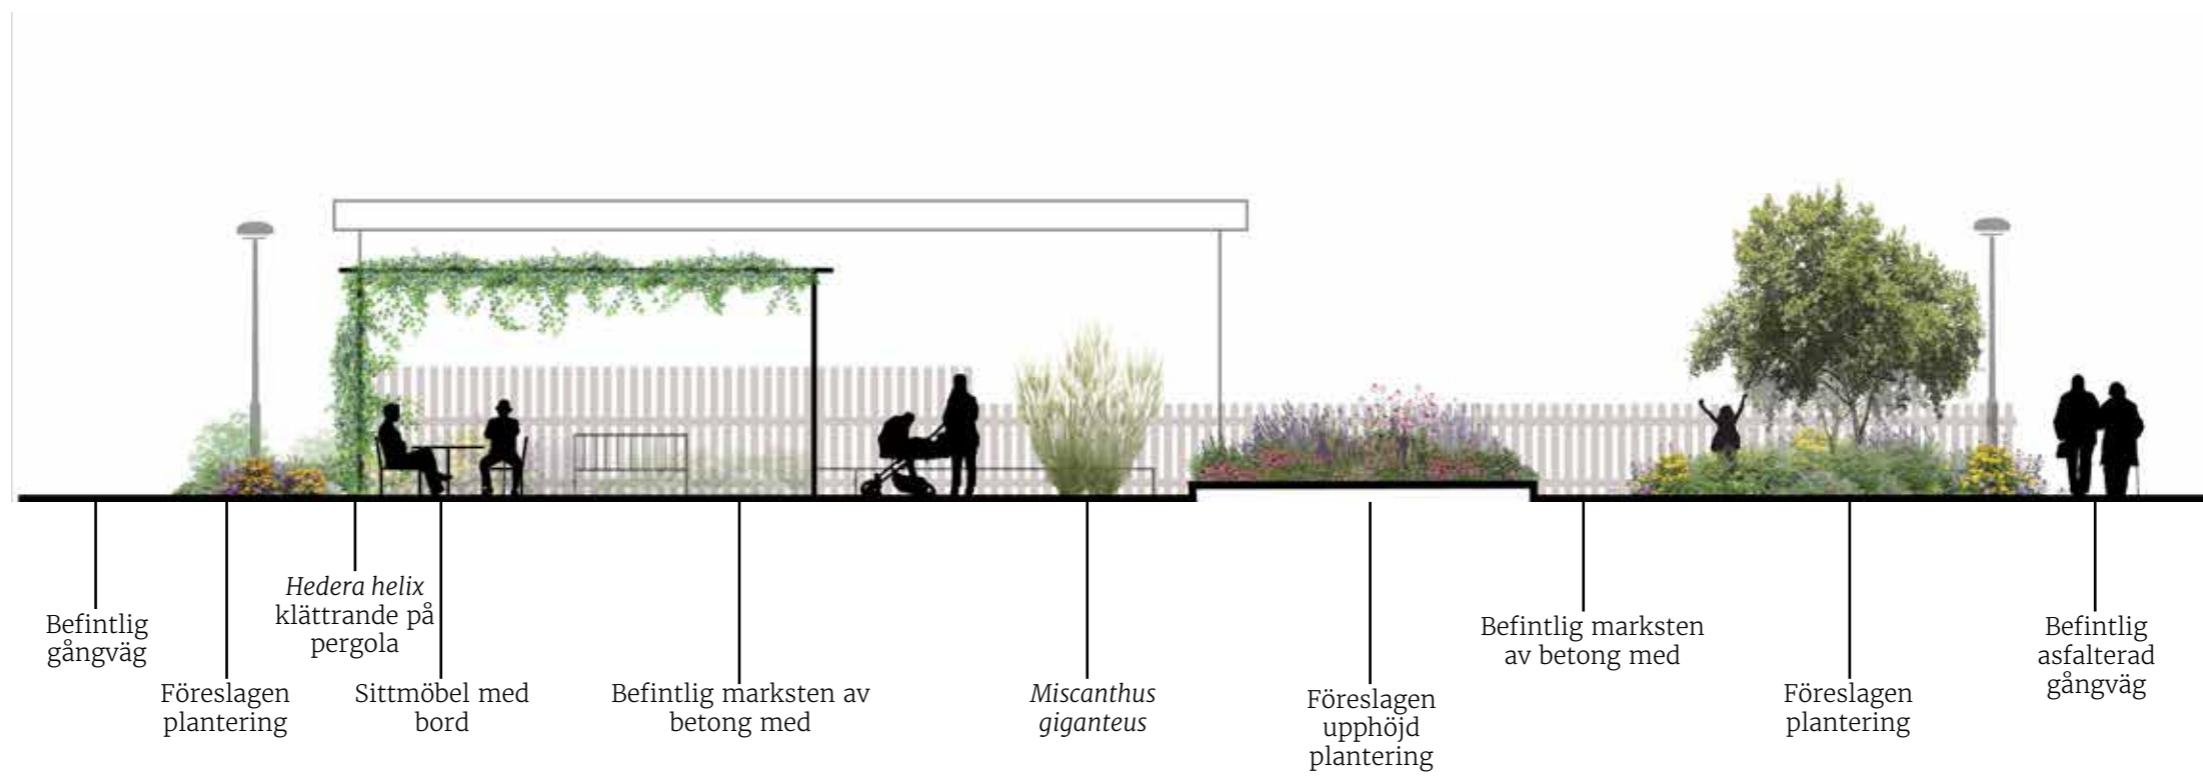 Befintlig
gångväg
Föreslagen
plantering
Hedera helix
klättrande på
pergola
Sittmöbel med
bord
Befintlig marksten av
betong med
Miscanthus
giganteus
Föreslagen
upphöjd
plantering
Befintlig marksten
av betong med
Föreslagen
plantering
Befintlig
asfalterad
gångväg